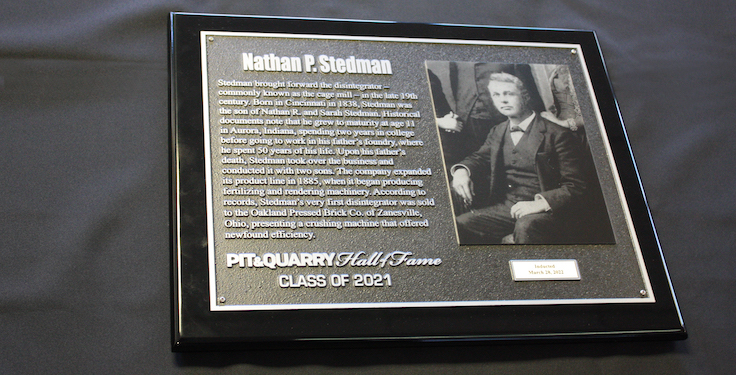 Nathan P. Stedman
Stedman brought forward the disintegrator –
commonly known as the cage mill – in the late 19th
century. Born in Cincinnati in 1838, Stedman was
the son of Nathan R. and Sarah Stedman. Historical
documents note that he grew to maturity at age 11
in Aurora, Indiana, spending two years in college
before going to work in his father's foundry, where
he spent 50 years of his life. Upon his father's
death, Stedman took over the business and
conducted it with two sons. The company expanded
its product line in 1885, when it began producing
fertilizing and rendering machinery. According to
records, Stedman's very first disintegrator was sold
to the Oakland Pressed Brick Co. of Zanesville,
Ohio, presenting a crushing machine that offered
newfound efficiency.
PIT&QUARRY Hall of Fame
CLASS OF 2021
Inducted
March 28, 2022